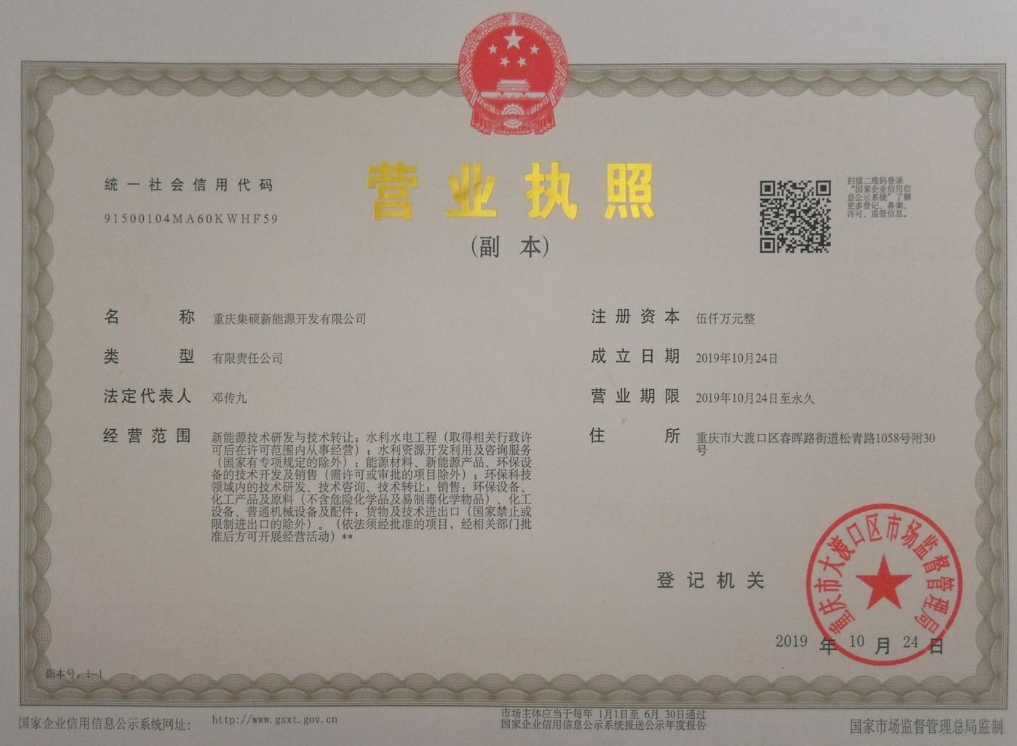 营业执照
(副 本)
统一社会信用代码
91500104MA60KWHF59
扫描二维码登录
“国家企业信用信
息公示系统”了解
更多登记、备案、
许可、监管信息。
名 称 重庆集硕新能源开发有限公司
类 型 有限责任公司
法定代表人 邓传九
经营范围 新能源技术研发与技术转让；水利水电工程（取得相关行政许
可后在许可范围内从事经营）；水利资源开发利用及咨询服务
（国家有专项规定的除外）；能源材料、新能源产品、环保设
备的技术开发及销售（需许可或审批的项目除外）；环保科技
领域内的技术研发、技术咨询、技术转让；销售：环保设备、
化工产品及原料（不含危险化学品及易制毒化学物品）、化工
设备、普通机械设备及配件；货物及技术进出口（国家禁止或
限制进出口的除外）。（依法须经批准的项目，经相关部门批
准后方可开展经营活动）**
注册资本 伍仟万元整
成立日期 2019年10月24日
营业期限 2019年10月24日至永久
住 所 重庆市大渡口区春晖路街道松青路1058号附30
号
登记机关
重庆市大渡口区市场监督管理局
2019 年 10 月 24 日
副本号：1-1
国家企业信用信息公示系统网址：
http://www.gsxt.gov.cn
市场主体应当于每年 1月1日至 6月 30日通过
国家企业信用信息公示系统报送公示年度报告
国家市场监督管理总局监制